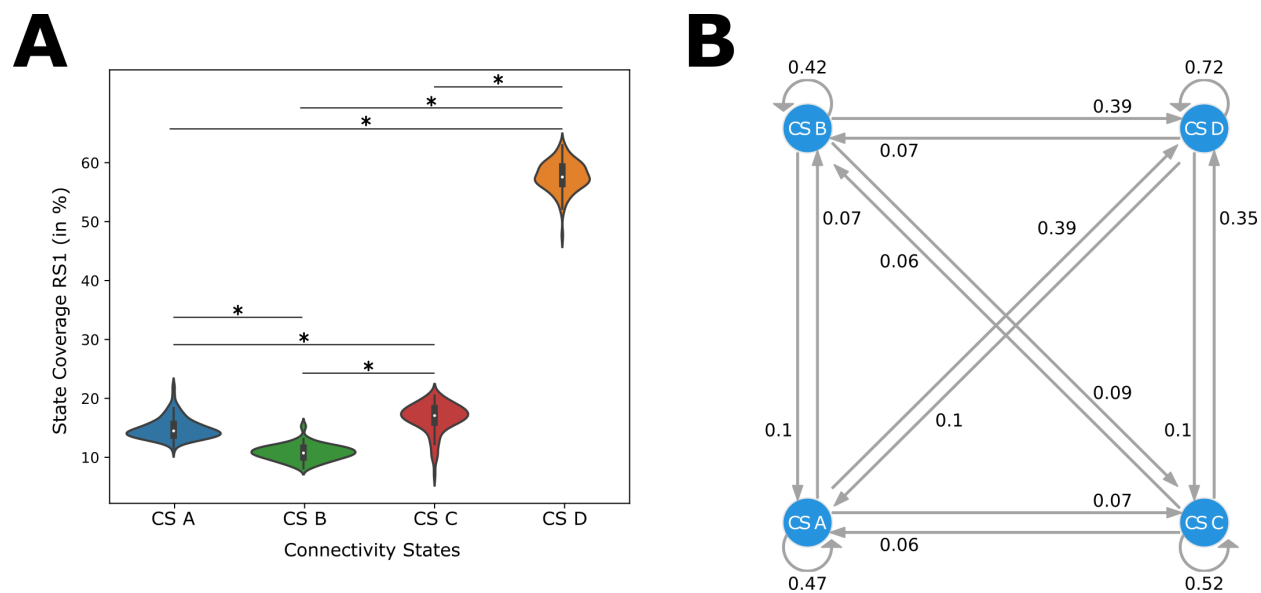 A
State Coverage RS1 (in %)
60
50
40
30
20
10
*
*
*
*
*
*
CS A
CS B
CS C
CS D
Connectivity States
B
0.42
0.72
CS B
CS D
0.39
0.07
0.07
0.39
0.35
0.06
0.09
0.1
0.1
0.1
CS A
CS C
0.07
0.06
0.47
0.52